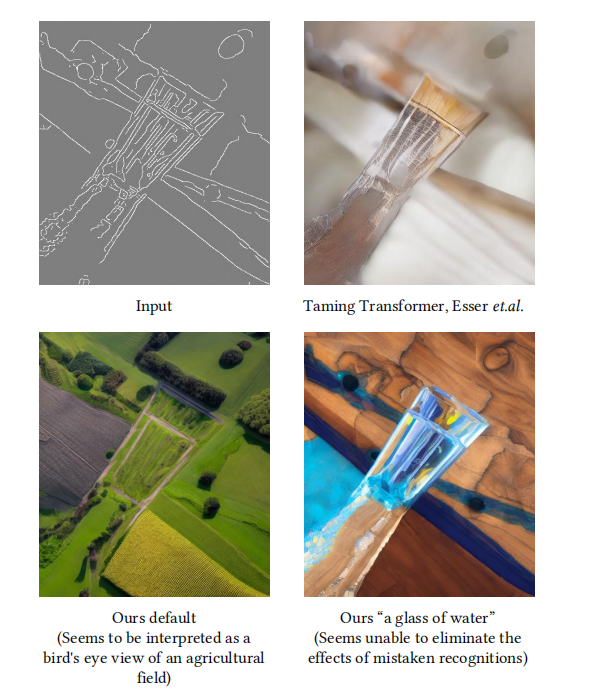 Input
Taming Transformer, Esser et.al.
Ours default
(Seems to be interpreted as a
bird's eye view of an agricultural
field)
Ours “a glass of water”
(Seems unable to eliminate the
effects of mistaken recognitions)